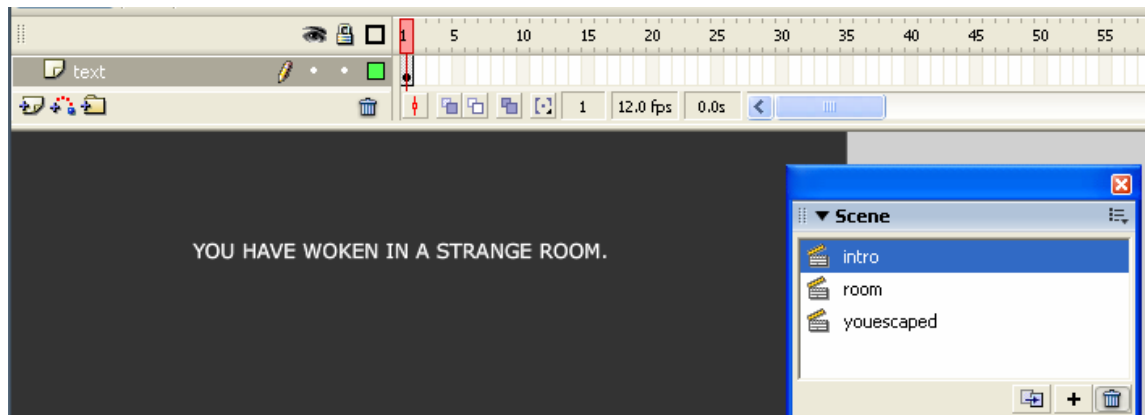 1 5 10 15 20 25 30 35 40 45 50 55
text
1 12.0 fps 0.0s
YOU HAVE WOKEN IN A STRANGE ROOM.
Scene
intro
room
youescaped